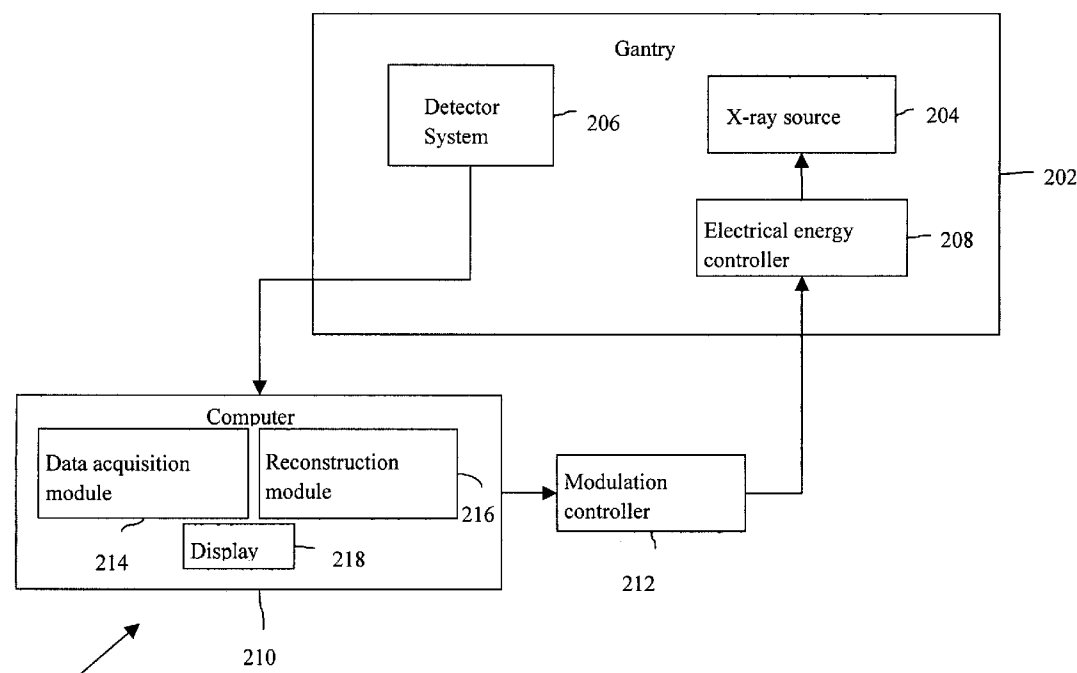 Gantry
Detector
System
206
X-ray source
204
202
Electrical energy
controller
208
Computer
Data acquisition
module
Reconstruction
module
216
214
Display
218
Modulation
controller
212
210